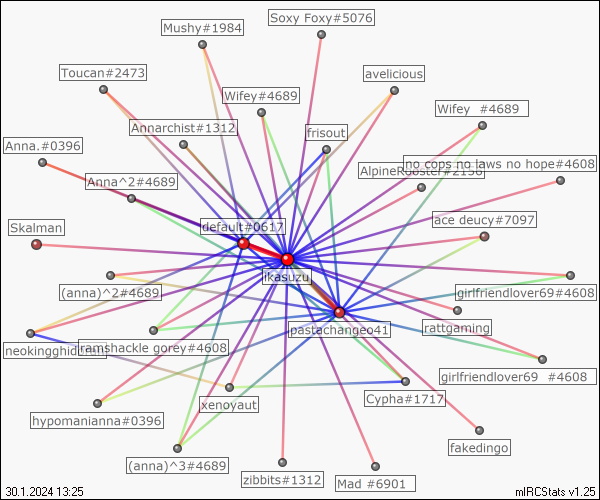 Soxy Foxy#5076
Mushy#1984
Toucan#2473
avelicious
Wifey#4689
Wifey  #4689
Annarchist#1312
frisout
Anna.#0396
no cops no laws no hope#4608
AlpineRooster#2150
Anna^2#4689
ace deucy#7097
default#0617
Skalman
ikasuzu
(anna)^2#4689
girlfriendlover69#4608
rattgaming
pastachangeo41
ramshackle gorey#4608
girlfriendlover69  #4608
Cypha#1717
xenoyaut
hypomanianna#0396
fakedingo
(anna)^3#4689
zibbits#1312
Mad #6901
30.1.2024 13:25
mIRCStats v1.25